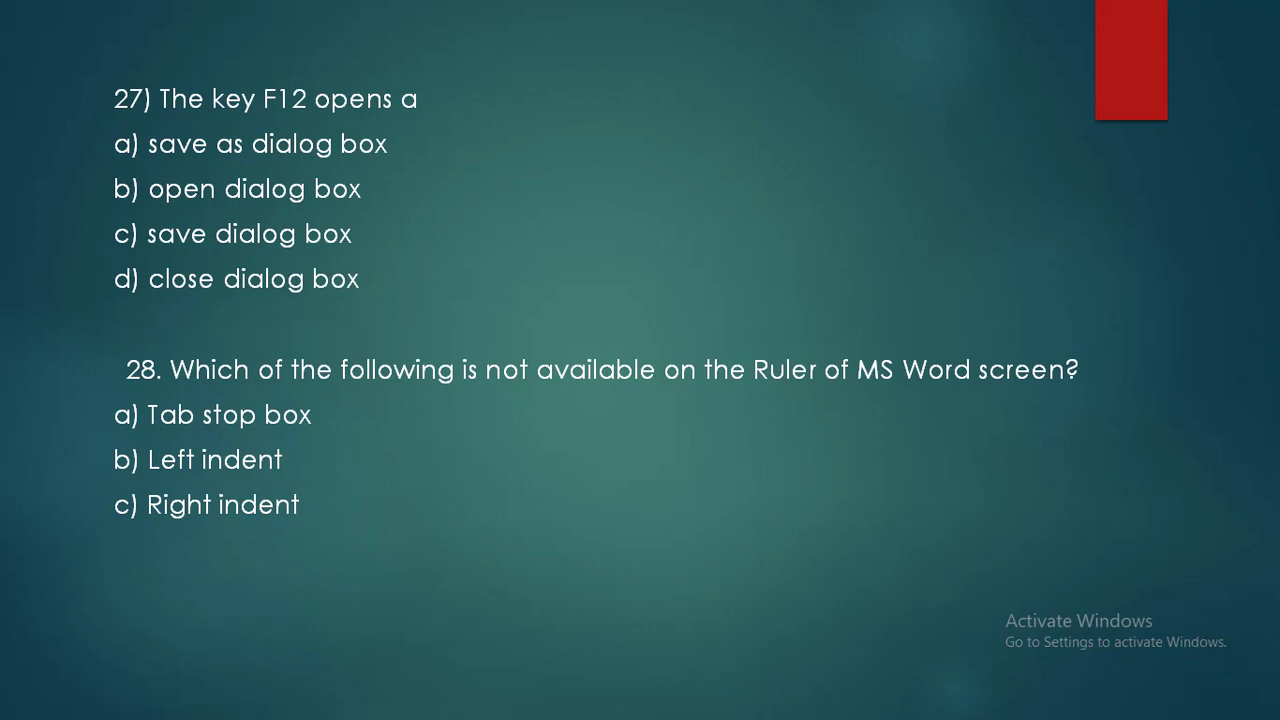 27) The key F12 opens a
a) save as dialog box
b) open dialog box
c) save dialog box
d) close dialog box
28. Which of the following is not available on the Ruler of MS Word screen?
a) Tab stop box
b) Left indent
c) Right indent
Activate Windows
Go to Settings to activate Windows.